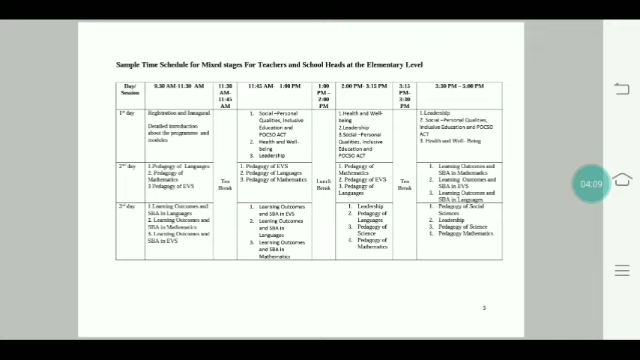 Sample Time Schedule for Mixed stages For Teachers and School Heads at the Elementary Level
Day/ Session
9.30 AM-11:30 AM
11:30 AM- 11:45 AM
11:45 AM- 1:00 PM
1:00 PM – 2:00 PM
2:00 PM- 3:15 PM
3:15 PM- 3:30 PM
3:30 PM – 5:00 PM
1st day
Registration and Inaugural
Detailed introduction
about the programme and
modules
1. Social –Personal
Qualities, Inclusive
Education and
POCSO ACT
2. Health and Well-
being
3. Leadership
1.Health and Well-
being
2.Leadership
3.Social –Personal
Qualities, Inclusive
Education and
POCSO ACT
1.Leadership
2. Social –Personal Qualities,
Inclusive Education and POCSO
ACT
3. Health and Well- Being
2nd day
1.Pedagogy of Languages
2. Pedagogy of
Mathematics
3 Pedagogy of EVS
Tea
Break
1. Pedagogy of EVS
2. Pedagogy of Languages
3. Pedagogy of Mathematics
Lunch
Break
1. Pedagogy of
Mathematics
2. Pedagogy of EVS
3. Pedagogy of
Languages
Tea
Break
1. Learning Outcomes and
SBA in Mathematics
2. Learning Outcomes and
SBA in EVS
3. Learning Outcomes and
SBA in Languages
3rd day
1. Learning Outcomes and
SBA in Languages
2. Learning Outcomes and
SBA in Mathematics
3. Learning Outcomes and
SBA in EVS
1. Learning Outcomes
and SBA in EVS
2. Learning Outcomes
and SBA in
Languages
3. Learning Outcomes
and SBA in
Mathematics
1. Leadership
2. Pedagogy of
Languages
3. Pedagogy of
Science
4. Pedagogy of
Mathematics
1. Pedagogy of Social
Sciences
2. Leadership
3. Pedagogy of Science
4. Pedagogy Mathematics
3
04:09